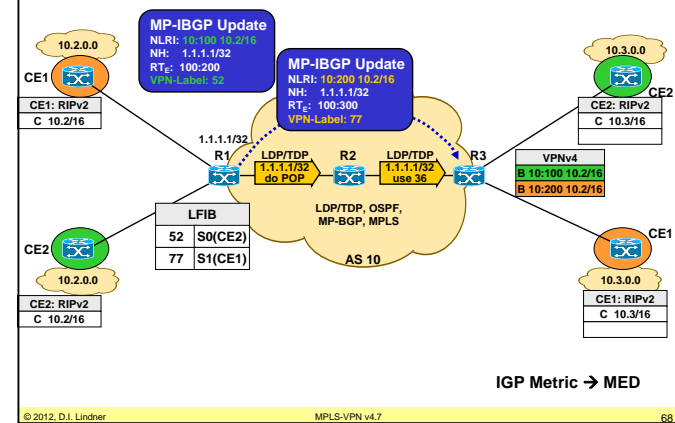 MP-IBGP Update
NLRI: 10:100 10.2/16
NH: 1.1.1.1/32
RTE: 100:200
VPN-Label: 52
MP-IBGP Update
NLRI: 10:200 10.2/16
NH: 1.1.1.1/32
RTE: 100:300
VPN-Label: 77
10.2.0.0
CE1
CE1: RIPv2
C 10.2/16
10.3.0.0
CE2
CE2: RIPv2
C 10.3/16
1.1.1.1/32
R1
LDP/TDP
1.1.1.1/32
do POP
R2
LDP/TDP
1.1.1.1/32
use 36
R3
VPNv4
B 10:100 10.2/16
B 10:200 10.2/16
LDP/TDP, OSPF,
MP-BGP, MPLS
AS 10
LFIB
52 S0(CE2)
77 S1(CE1)
CE2
10.2.0.0
CE2: RIPv2
C 10.2/16
CE1
10.3.0.0
CE1: RIPv2
C 10.3/16
IGP Metric → MED
© 2012, D.I. Lindner
MPLS-VPN v4.7
68